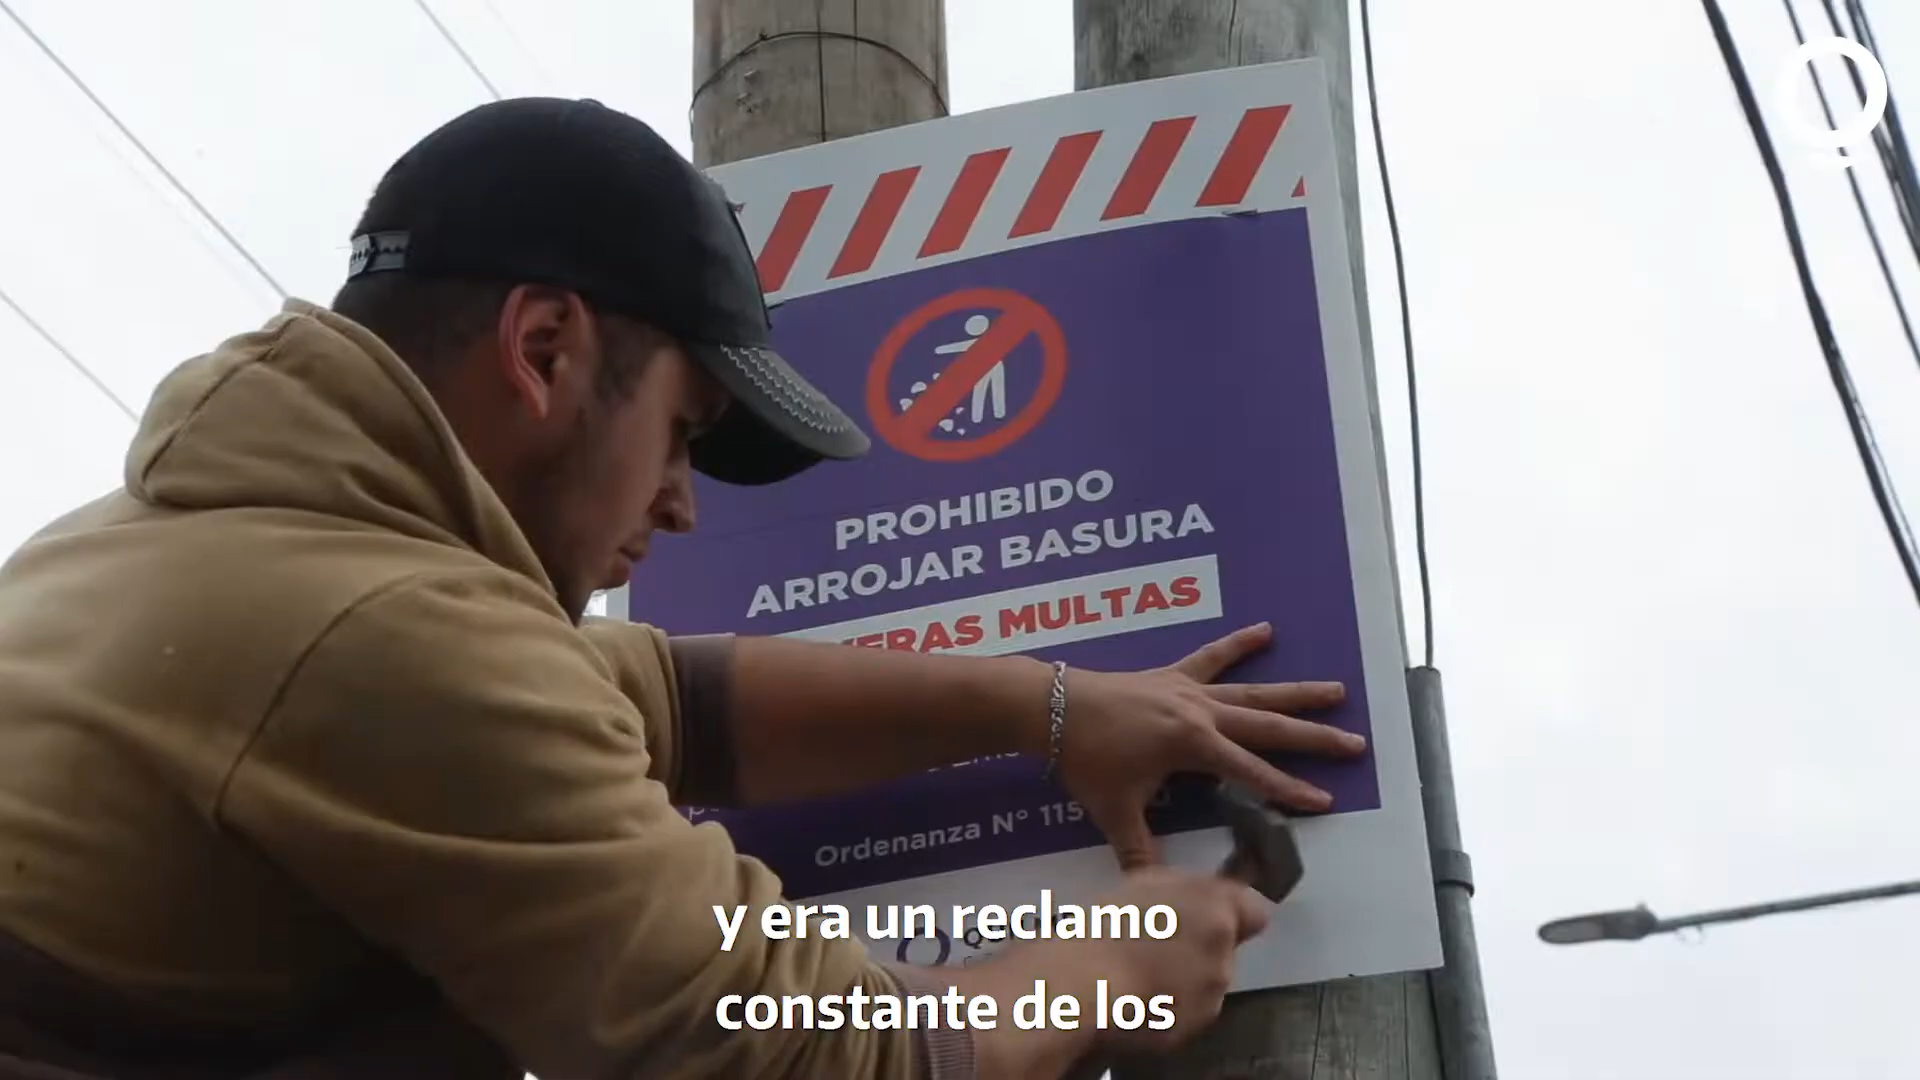 PROHIBIDO
ARROJAR BASURA
MULTAS
Ordenanza N° 115
y era un reclamo
constante de los